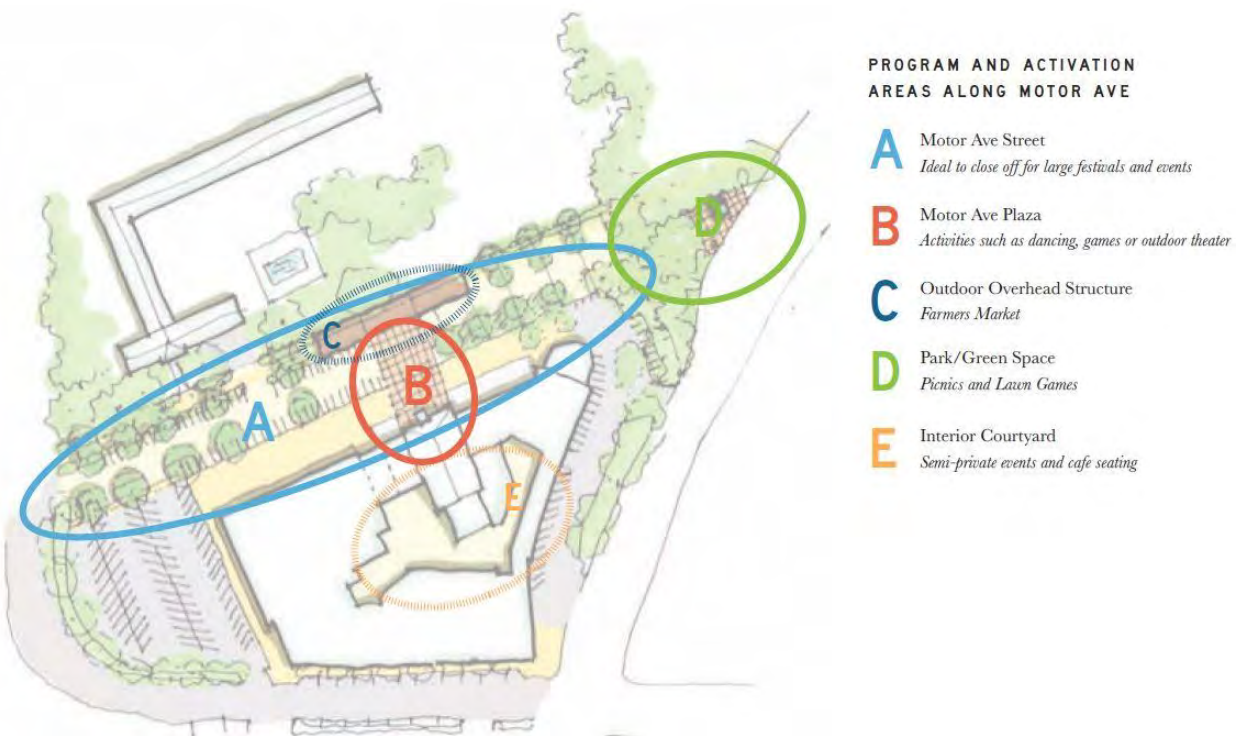 PROGRAM AND ACTIVATION
AREAS ALONG MOTOR AVE
A
Motor Ave Street
Ideal to close off for large festivals and events
B
Motor Ave Plaza
Activities such as dancing, games or outdoor theater
C
Outdoor Overhead Structure
Farmers Market
D
Park/Green Space
Picnics and Lawn Games
E
Interior Courtyard
Semi-private events and cafe seating
D
C
B
A
E